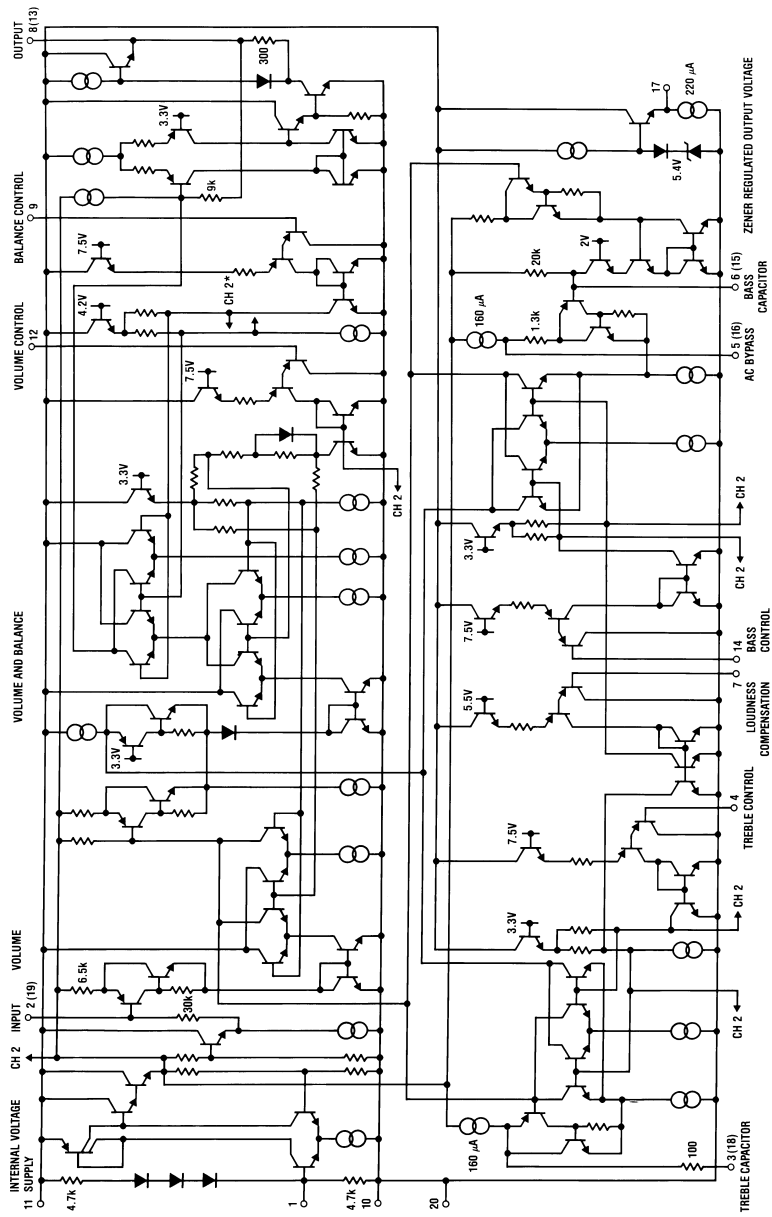 INTERNAL VOLTAGE
SUPPLY
11
4.7k
1
4.7k
10
CH 2
INPUT
2 (19)
30k
6.5k
VOLUME
3.3V
VOLUME AND BALANCE
3.3V
CH 2
7.5V
VOLUME CONTROL
12
4.2V
CH 2*
7.5V
BALANCE CONTROL
9
9k
3.3V
300
OUTPUT
8 (13)
20
160 μA
100
3 (18)
TREBLE CAPACITOR
CH 2
3.3V
CH 2
7.5V
4
TREBLE CONTROL
5.5V
LOUDNESS
COMPENSATION
7
14
BASS CONTROL
7.5V
3.3V
CH 2
CH 2
160 μA
1.3k
5 (16)
AC BYPASS
20k
2V
6 (15)
BASS
CAPACITOR
5.4V
ZENER REGULATED OUTPUT VOLTAGE
17
220 μA